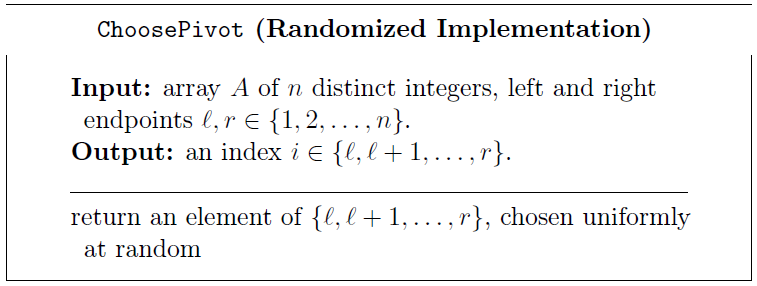 ChoosePivot (Randomized Implementation)
Input: array A of n distinct integers, left and right
endpoints ℓ, r ∈ {1, 2, . . . , n}.
Output: an index i ∈ {ℓ, ℓ + 1, . . . , r}.
return an element of {ℓ, ℓ + 1, . . . , r}, chosen uniformly
at random